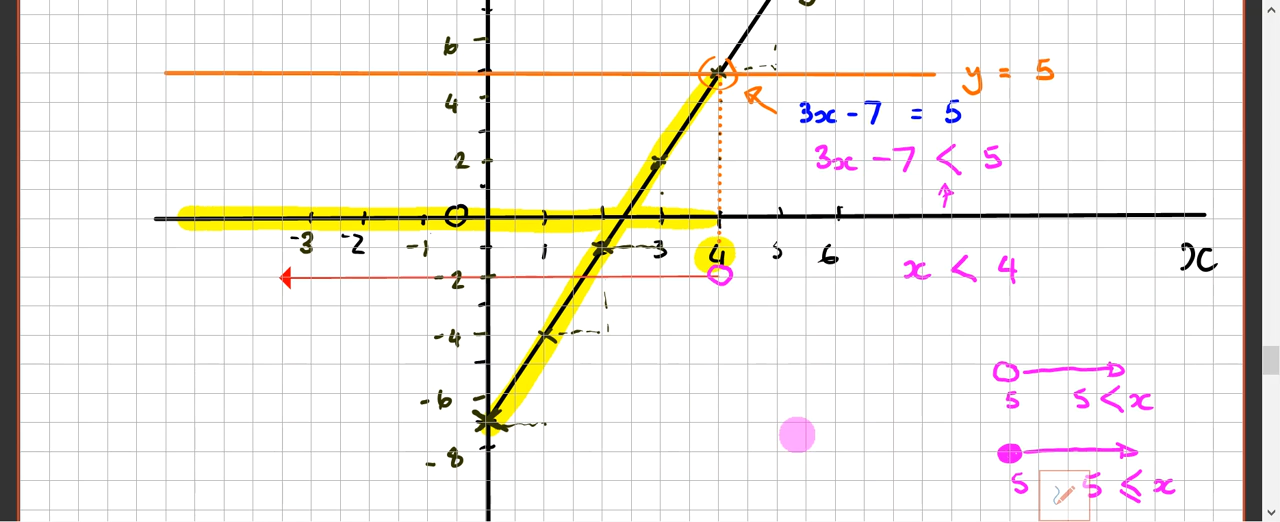 6
y = 5
4
3x - 7 = 5
2
3x - 7 < 5
O
-3 -2 -1 1 3 4 5 6 x
-2
x < 4
-4
-6
5 5 < x
-8
5 5 ≤ x